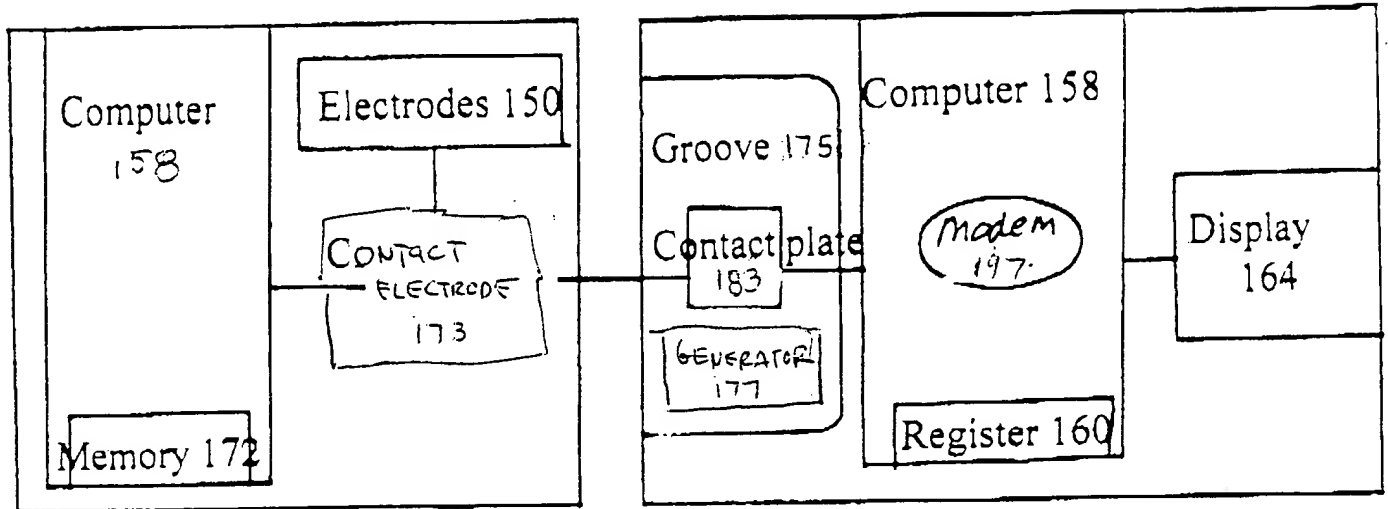 Computer
158
Electrodes 150
CONTACT
ELECTRODE
173
Memory 172
Groove 175
Contact plate
183
GENERATOR
177
Computer 158
Modem
197.
Register 160
Display
164